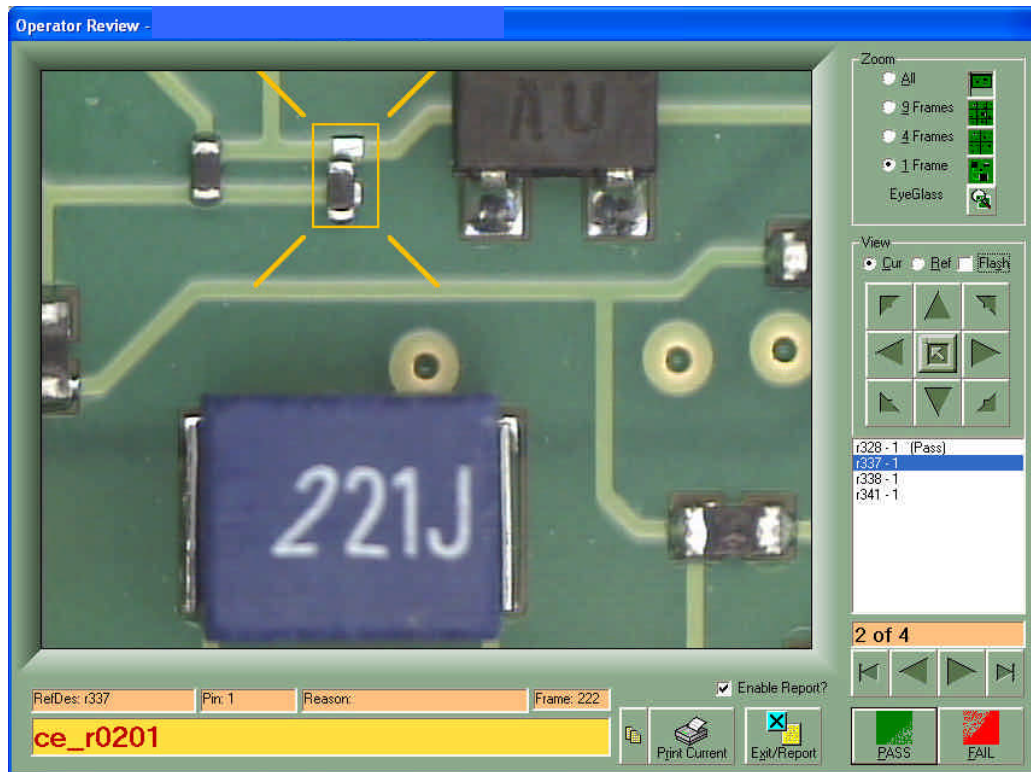 Operator Review -
Zoom
All
9 Frames
4 Frames
1 Frame
EyeGlass
View
Cur
Ref
Flash
r328 - 1 (Pass)
r337 - 1
r338 - 1
r341 - 1
2 of 4
221J
RefDes: r337
Pin: 1
Reason:
Frame: 222
Enable Report?
ce_r0201
Print Current
Exit/Report
PASS
FAIL